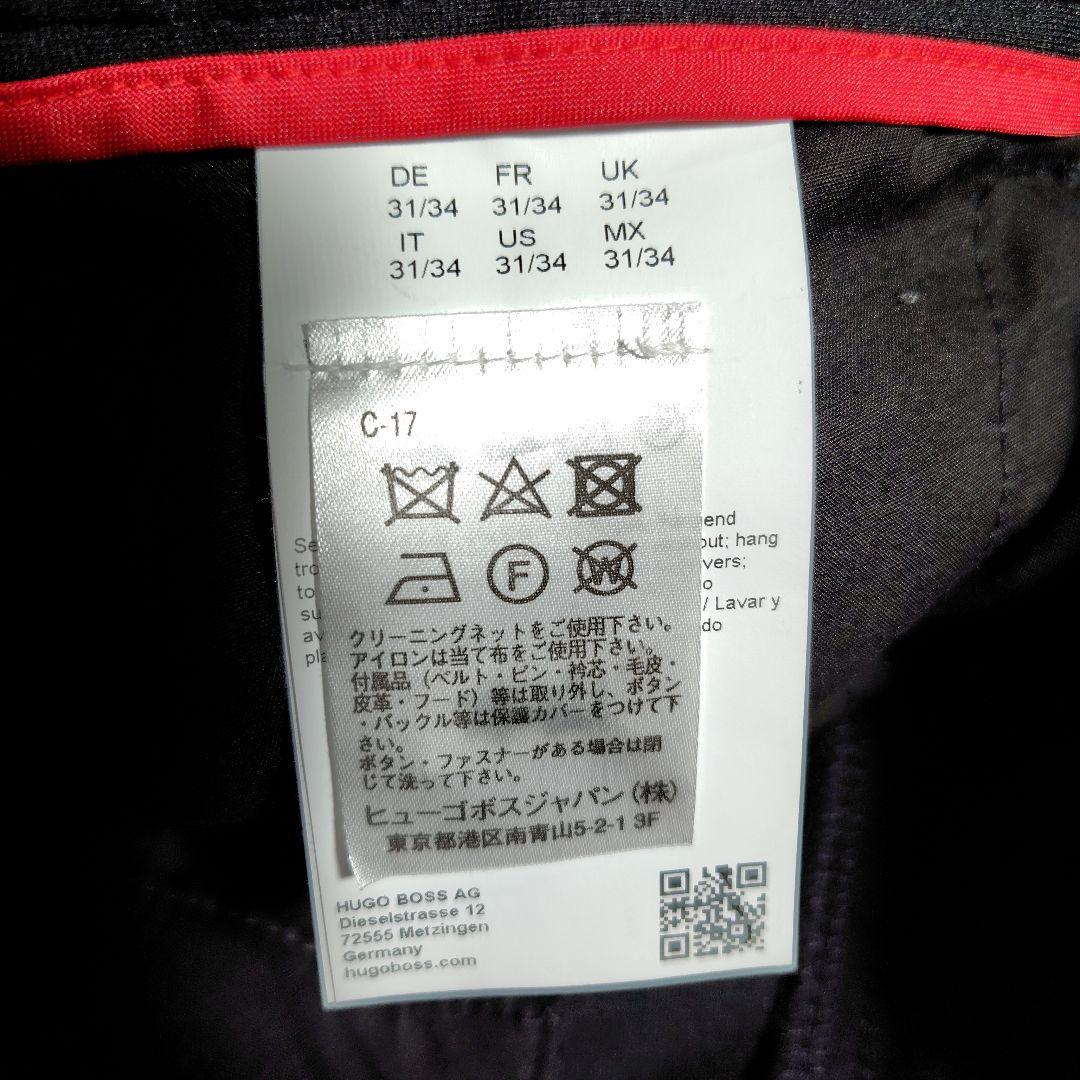 DE FR UK
31/34 31/34 31/34
IT US MX
31/34 31/34 31/34
C-17
F
W
end
hang
/ Lavar y
クリーニングネットをご使用下さい。
アイロンは当て布をご使用下さい。
付属品（ベルト・ピン・衿芯・毛皮・
皮革・フード）等は取り外し、ボタン
・バックル等は保護カバーをつけて下
さい。
ボタン・ファスナーがある場合は閉
じて洗って下さい。
ヒューゴボスジャパン（株）
東京都港区南青山5-2-1 3F
HUGO BOSS AG
Dieselstrasse 12
72555 Metzingen
Germany
hugoboss.com